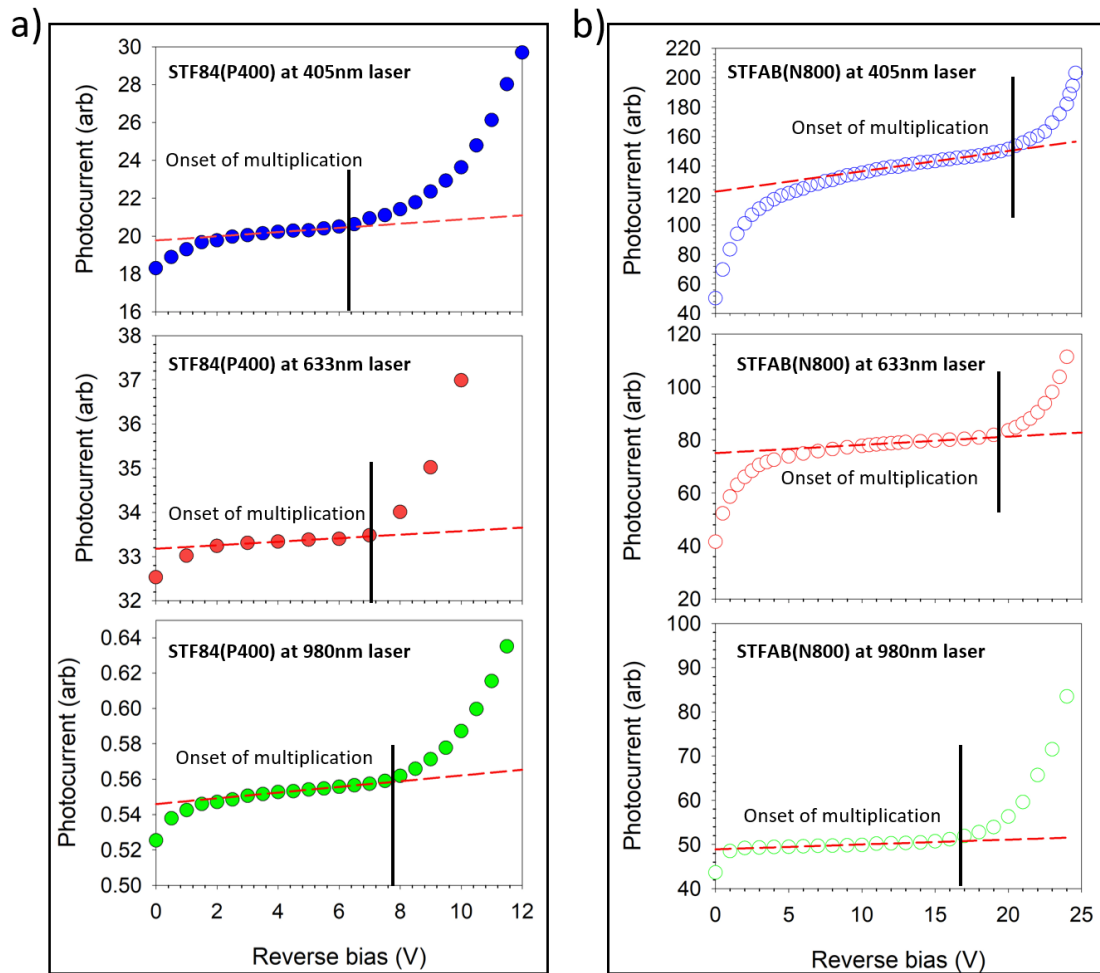 a)
STF84(P400) at 405nm laser
Onset of multiplication
Photocurrent (arb)
30
28
26
24
22
20
18
16
STF84(P400) at 633nm laser
Onset of multiplication
Photocurrent (arb)
38
37
36
35
34
33
32
STF84(P400) at 980nm laser
Onset of multiplication
Photocurrent (arb)
0.64
0.62
0.60
0.58
0.56
0.54
0.52
0.50
0 2 4 6 8 10 12
Reverse bias (V)
b)
STFAB(N800) at 405nm laser
Onset of multiplication
Photocurrent (arb)
220
200
180
160
140
120
100
80
60
40
STFAB(N800) at 633nm laser
Onset of multiplication
Photocurrent (arb)
120
100
80
60
40
20
STFAB(N800) at 980nm laser
Onset of multiplication
Photocurrent (arb)
100
90
80
70
60
50
40
0 5 10 15 20 25
Reverse bias (V)